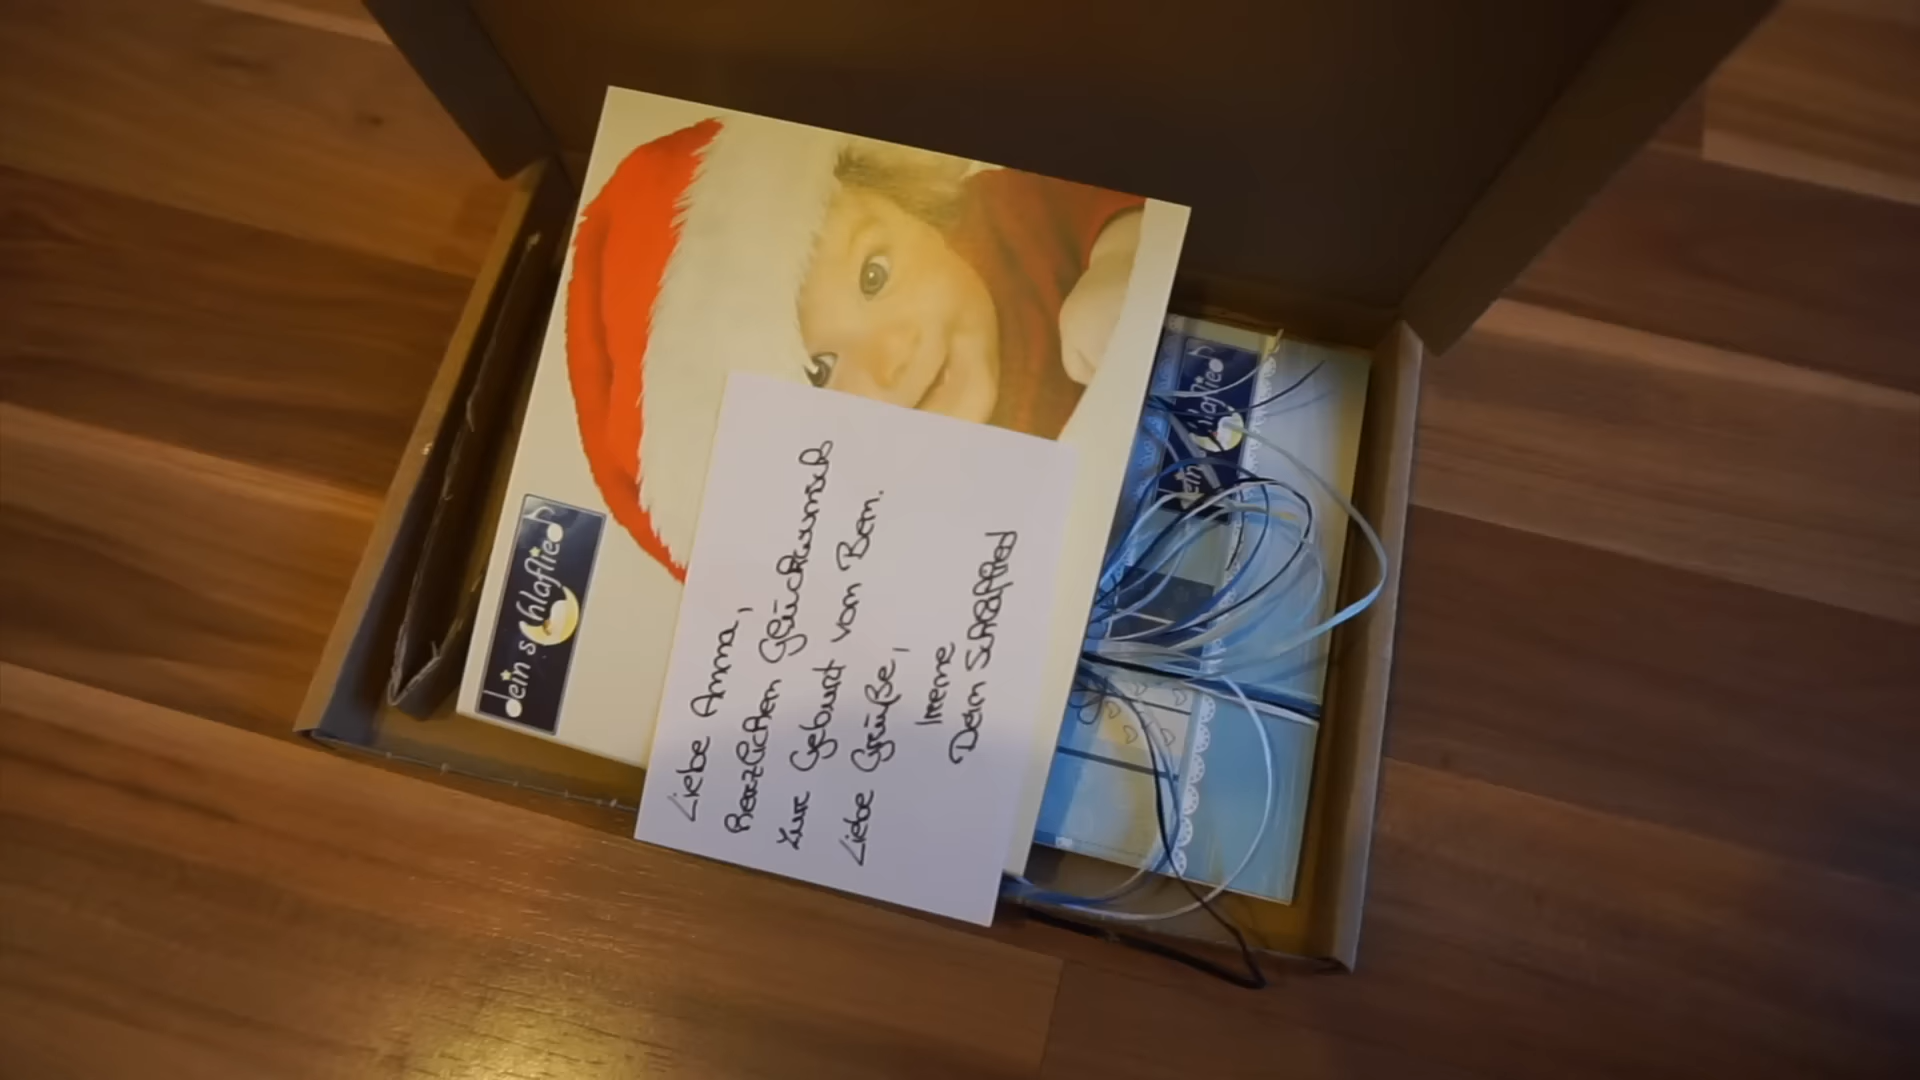 Liebe Anna,
Herzlichen Glückwunsch
zur Geburt von Ben.
Liebe Grüße,
Irene
Dein Schlaflied
dein schlaflied
dein schlaflied